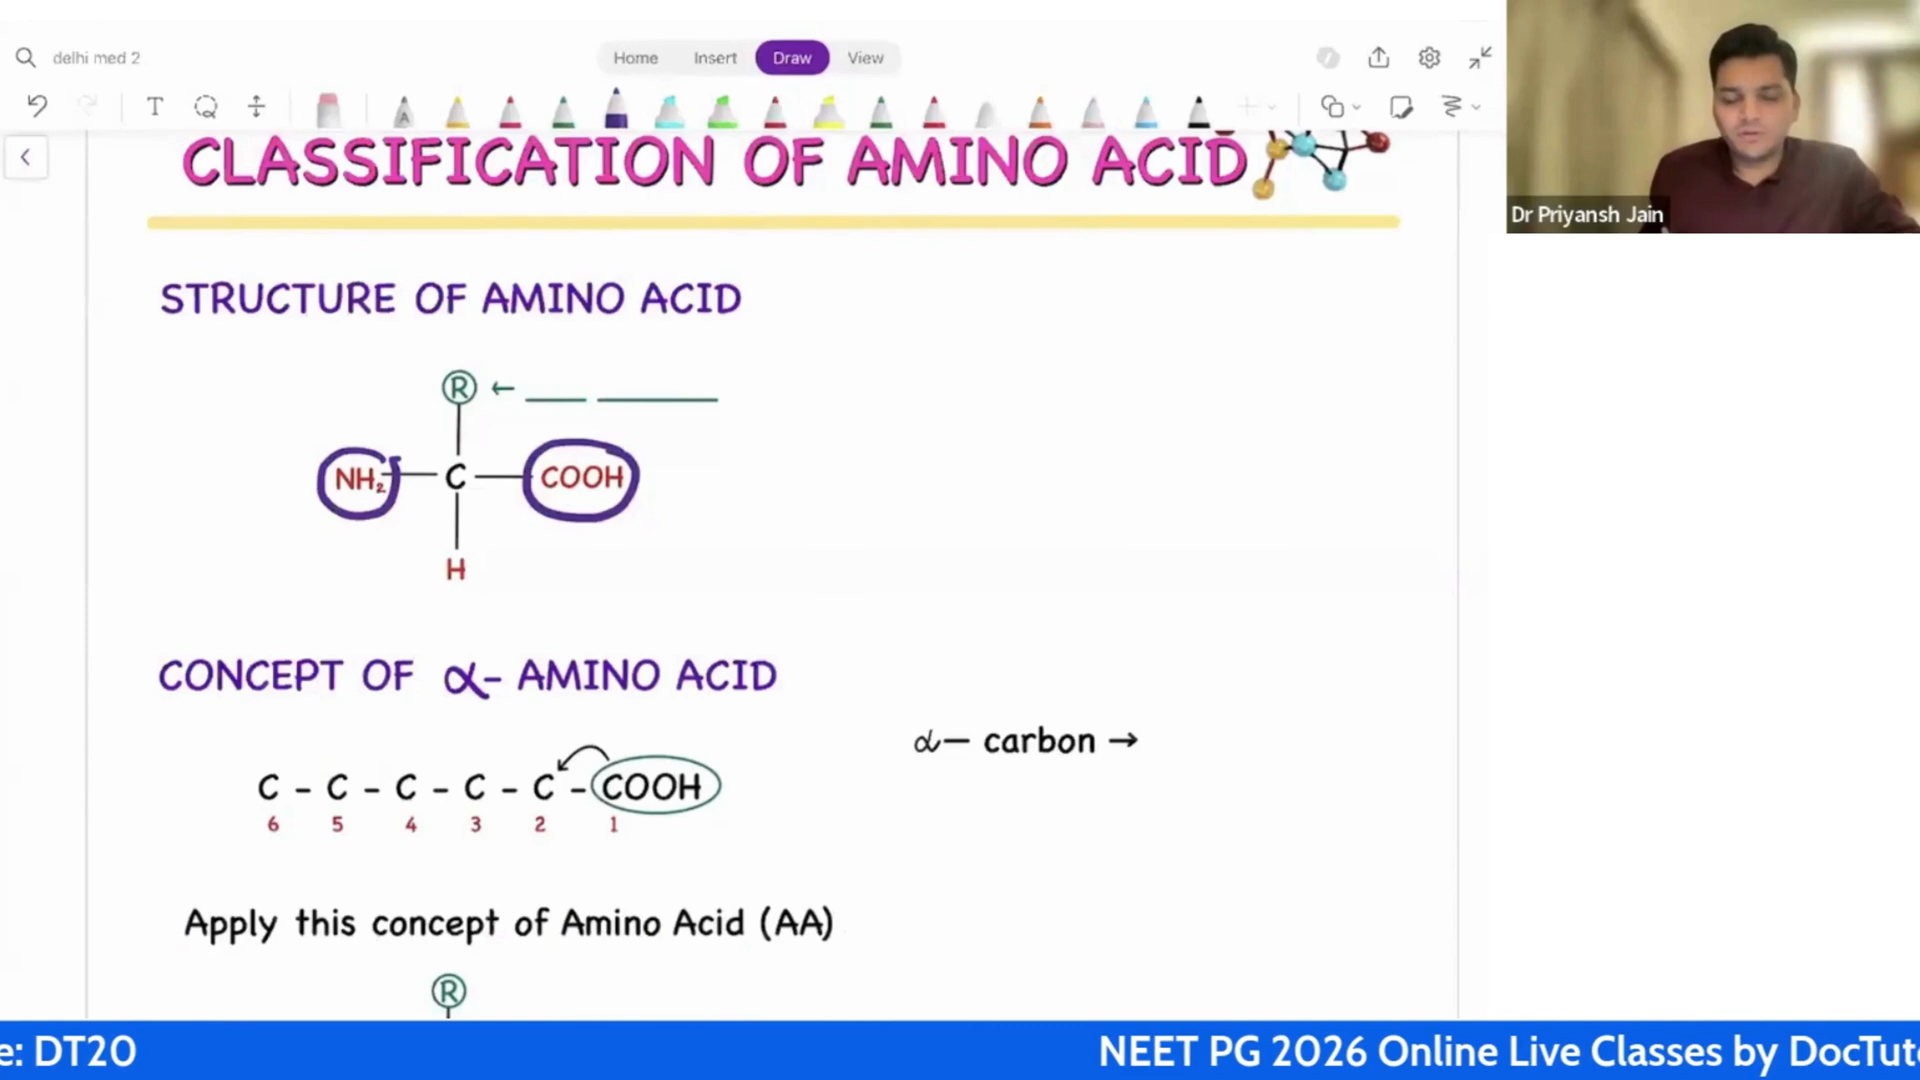 delhi med 2
Home Insert Draw View
T
A
CLASSIFICATION OF AMINO ACID
Dr Priyansh Jain
STRUCTURE OF AMINO ACID
R ← ___ ______
NH₂ — C — COOH
H
CONCEPT OF α- AMINO ACID
α— carbon →
C - C - C - C - C - COOH
6 5 4 3 2 1
Apply this concept of Amino Acid (AA)
R
e: DT20
NEET PG 2026 Online Live Classes by DocTut